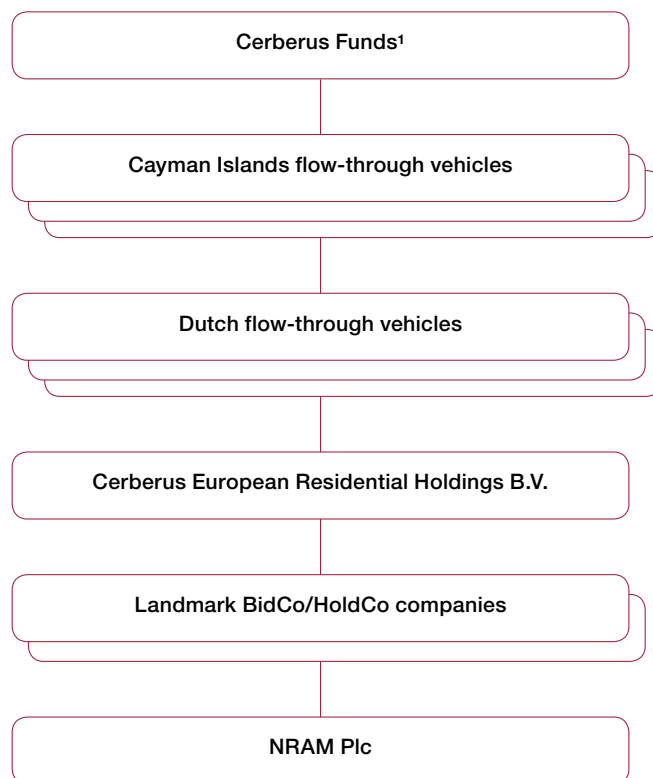 Cerberus Funds¹
Cayman Islands flow-through vehicles
Dutch flow-through vehicles
Cerberus European Residential Holdings B.V.
Landmark BidCo/HoldCo companies
NRAM Plc